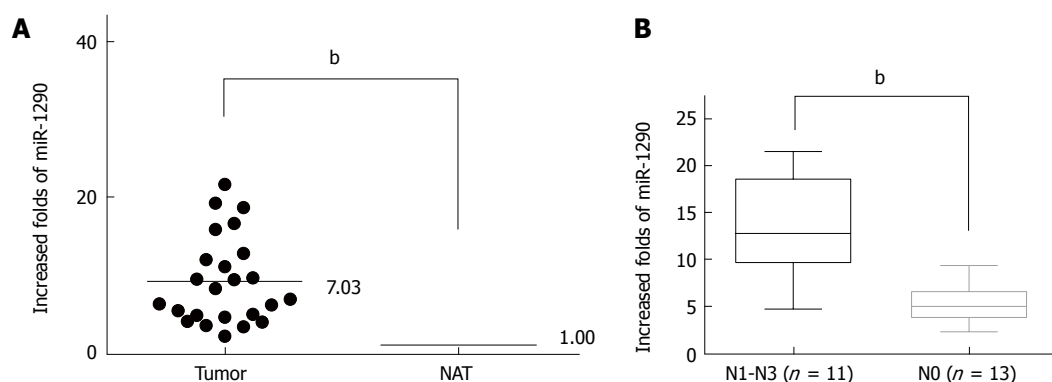 A
Increased folds of miR-1290
40
20
0
b
7.03
1.00
Tumor
NAT
B
Increased folds of miR-1290
25
20
15
10
5
0
b
N1-N3 (n = 11)
N0 (n = 13)